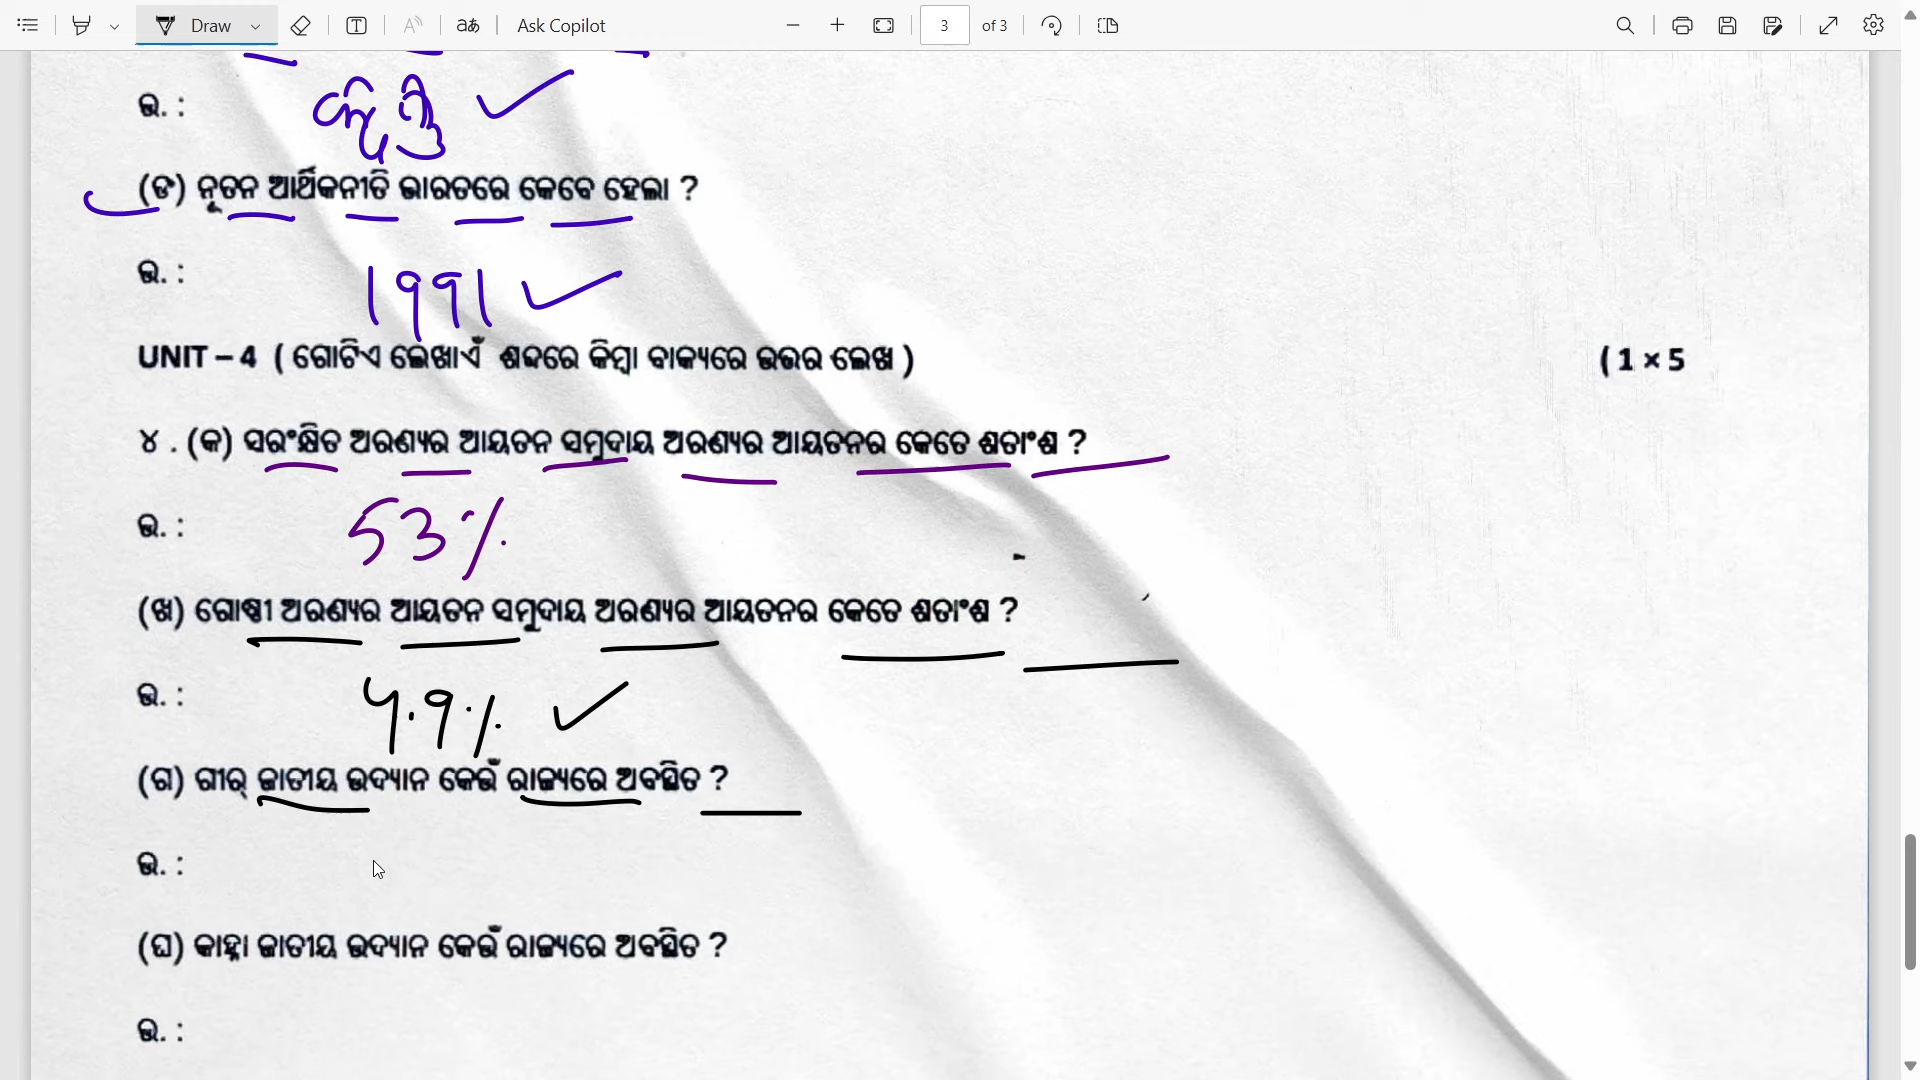 Draw
Ask Copilot
3 of 3
ଉ. :
(ଙ) ନୂତନ ଆର୍ଥିକନୀତି ଭାରତରେ କେବେ ହେଲା ?
ଉ. : 1991
UNIT – 4 ( ଗୋଟିଏ ଲେଖାଏଁ ଶବ୍ଦରେ କିମ୍ବା ବାକ୍ୟରେ ଉତ୍ତର ଲେଖ ) ( 1 × 5
୪ . (କ) ସରଂକ୍ଷିତ ଅରଣ୍ୟର ଆୟତନ ସମୁଦାୟ ଅରଣ୍ୟର ଆୟତନର କେତେ ଶତାଂଶ ?
ଉ. : 53%
(ଖ) ଗୋଷ୍ଠୀ ଅରଣ୍ୟର ଆୟତନ ସମୁଦାୟ ଅରଣ୍ୟର ଆୟତନର କେତେ ଶତାଂଶ ?
ଉ. :
(ଗ) ଗୀର୍ ଜାତୀୟ ଉଦ୍ୟାନ କେଉଁ ରାଜ୍ୟରେ ଅବସ୍ଥିତ ?
ଉ. :
(ଘ) କାହ୍ନା ଜାତୀୟ ଉଦ୍ୟାନ କେଉଁ ରାଜ୍ୟରେ ଅବସ୍ଥିତ ?
ଉ. :